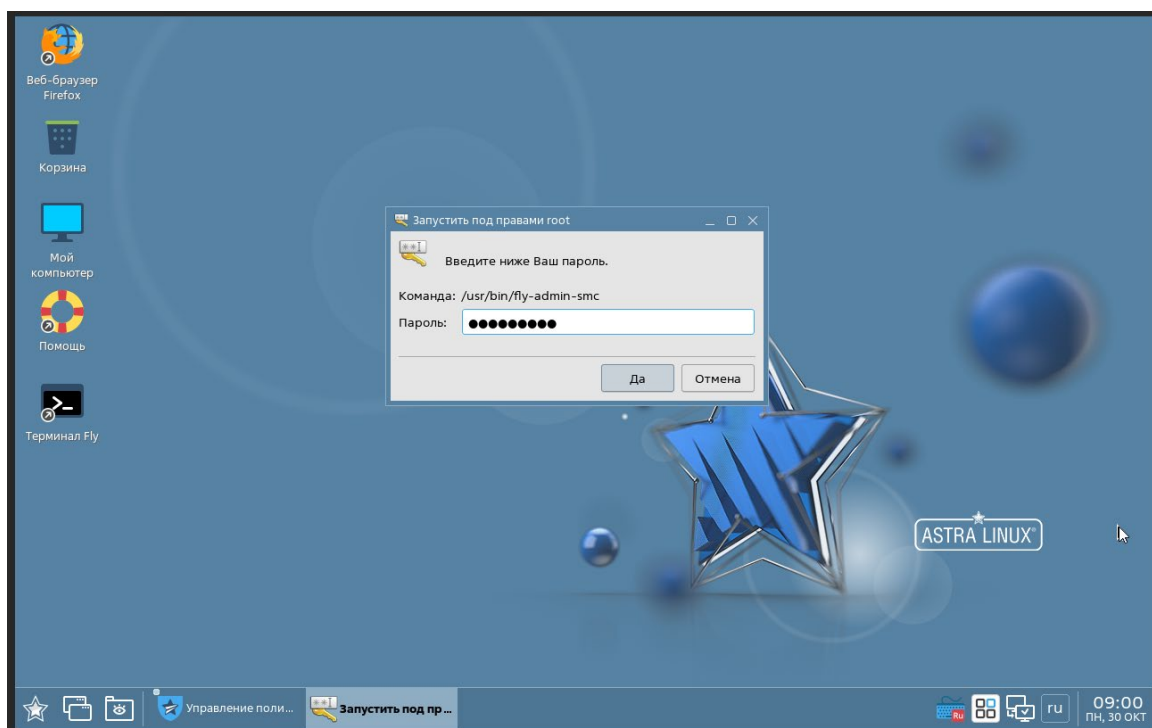 Веб-браузер
Firefox
Корзина
Мой
компьютер
Помощь
Терминал Fly
Запустить под правами root
Введите ниже Ваш пароль.
Команда: /usr/bin/fly-admin-smc
Пароль: ●●●●●●●●●
Да Отмена
ASTRA LINUX®
Управление поли...
Запустить под пр...
Ru
ru
09:00
ПН, 30 ОКТ